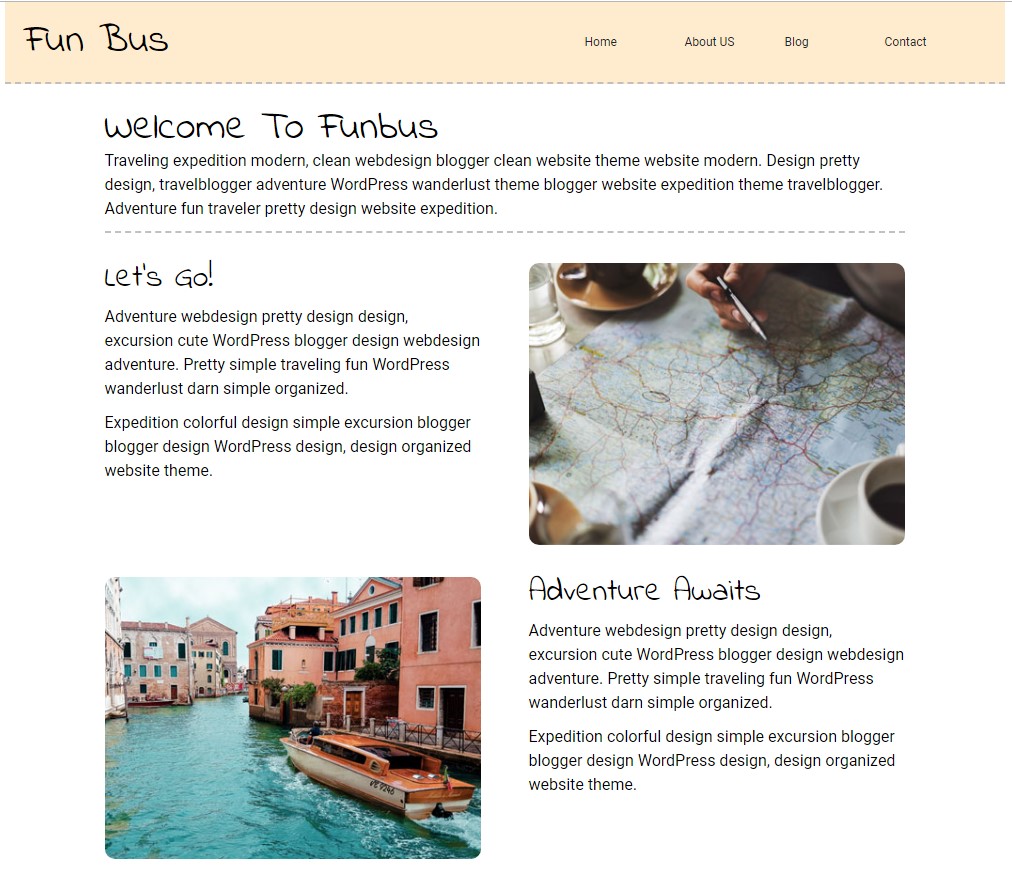 Fun Bus
Home About US Blog Contact
Welcome To Funbus
Traveling expedition modern, clean webdesign blogger clean website theme website modern. Design pretty
design, travelblogger adventure WordPress wanderlust theme blogger website expedition theme travelblogger.
Adventure fun traveler pretty design website expedition.
Let's Go!
Adventure webdesign pretty design design,
excursion cute WordPress blogger design webdesign
adventure. Pretty simple traveling fun WordPress
wanderlust darn simple organized.
Expedition colorful design simple excursion blogger
blogger design WordPress design, design organized
website theme.
Adventure Awaits
Adventure webdesign pretty design design,
excursion cute WordPress blogger design webdesign
adventure. Pretty simple traveling fun WordPress
wanderlust darn simple organized.
Expedition colorful design simple excursion blogger
blogger design WordPress design, design organized
website theme.